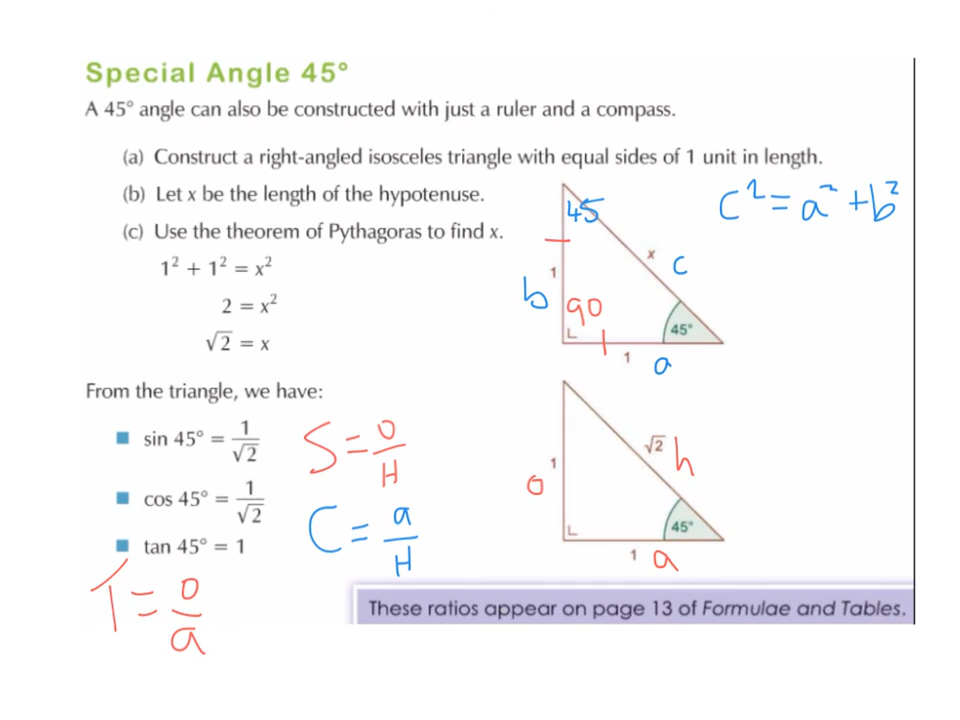 Special Angle 45°
A 45° angle can also be constructed with just a ruler and a compass.
(a) Construct a right-angled isosceles triangle with equal sides of 1 unit in length.
(b) Let x be the length of the hypotenuse.
(c) Use the theorem of Pythagoras to find x.
1² + 1² = x²
2 = x²
√2 = x
45
x
c
1
b
90
45°
1
a
c² = a² + b²
From the triangle, we have:
sin 45° = 1/√2
S = O/H
cos 45° = 1/√2
C = a/H
tan 45° = 1
T = O/a
√2
h
1
o
45°
1
a
These ratios appear on page 13 of Formulae and Tables.